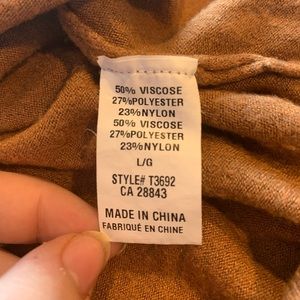 50% VISCOSE
27%POLYESTER
23%NYLON
50% VISCOSE
27%POLYESTER
23%NYLON
L/G
STYLE# T3692
CA 28843
MADE IN CHINA
FABRIQUÉ EN CHINE